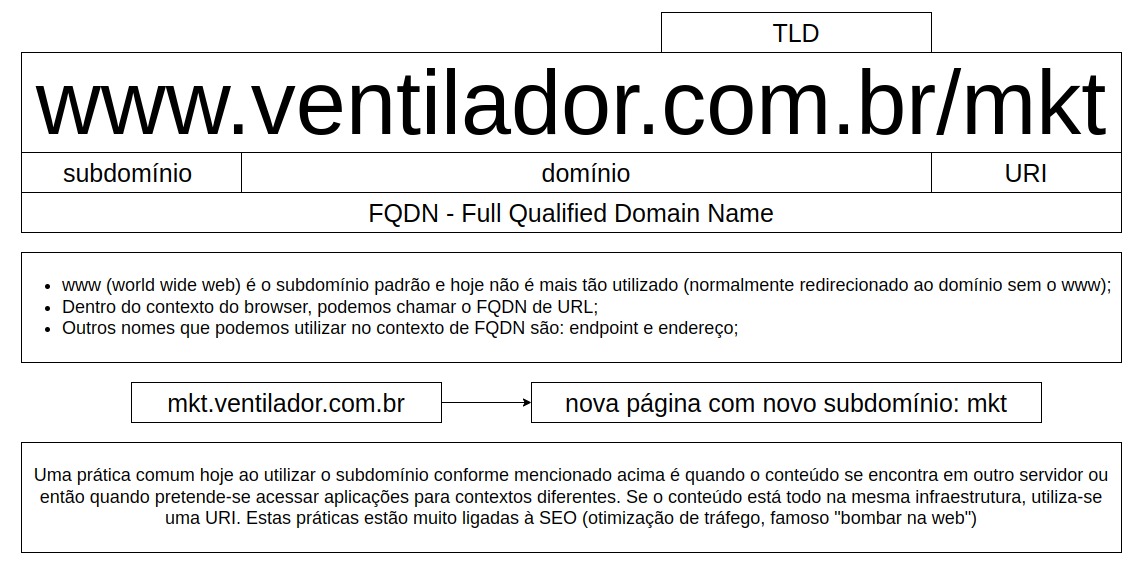 TLD
www.ventilador.com.br/mkt
subdomínio
domínio
URI
FQDN - Full Qualified Domain Name
• www (world wide web) é o subdomínio padrão e hoje não é mais tão utilizado (normalmente redirecionado ao domínio sem o www);
• Dentro do contexto do browser, podemos chamar o FQDN de URL;
• Outros nomes que podemos utilizar no contexto de FQDN são: endpoint e endereço;
mkt.ventilador.com.br
nova página com novo subdomínio: mkt
Uma prática comum hoje ao utilizar o subdomínio conforme mencionado acima é quando o conteúdo se encontra em outro servidor ou
então quando pretende-se acessar aplicações para contextos diferentes. Se o conteúdo está todo na mesma infraestrutura, utiliza-se
uma URI. Estas práticas estão muito ligadas à SEO (otimização de tráfego, famoso "bombar na web")